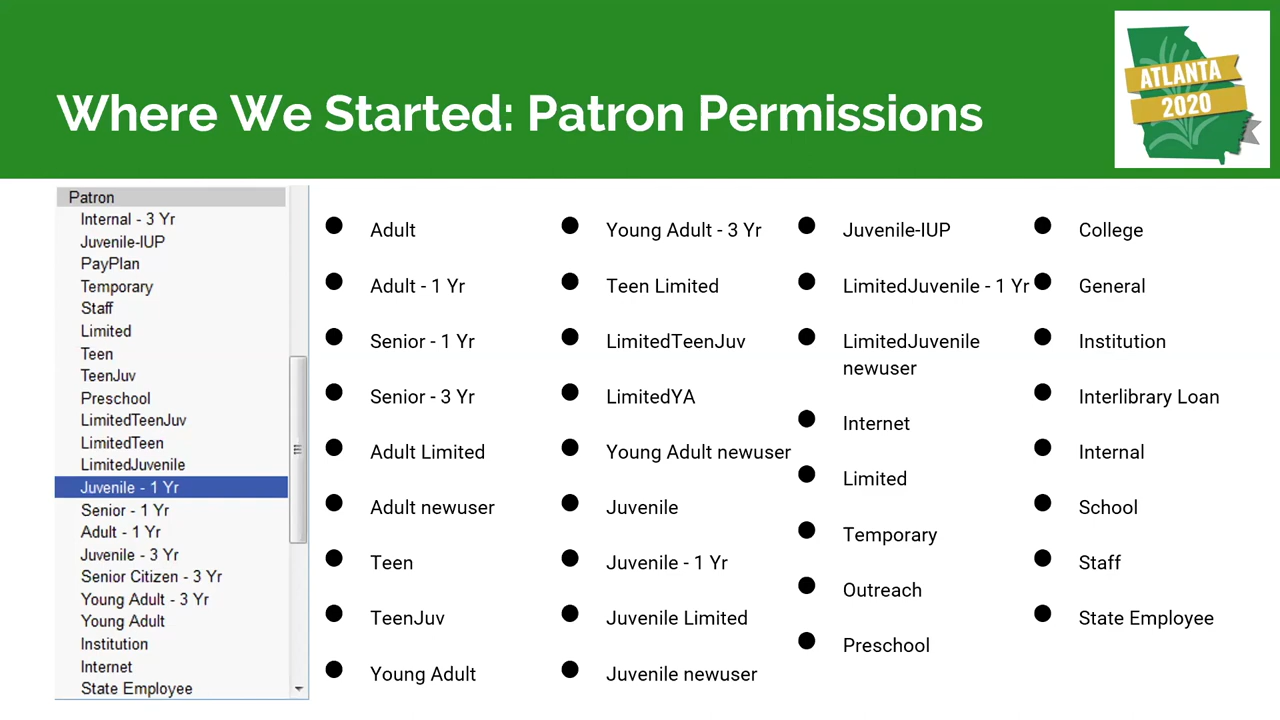 Where We Started: Patron Permissions
ATLANTA
2020
Patron
Internal - 3 Yr
Juvenile-IUP
PayPlan
Temporary
Staff
Limited
Teen
TeenJuv
Preschool
LimitedTeenJuv
LimitedTeen
LimitedJuvenile
Juvenile - 1 Yr
Senior - 1 Yr
Adult - 1 Yr
Juvenile - 3 Yr
Senior Citizen - 3 Yr
Young Adult - 3 Yr
Young Adult
Institution
Internet
State Employee
Adult
Adult - 1 Yr
Senior - 1 Yr
Senior - 3 Yr
Adult Limited
Adult newuser
Teen
TeenJuv
Young Adult
Young Adult - 3 Yr
Teen Limited
LimitedTeenJuv
LimitedYA
Young Adult newuser
Juvenile
Juvenile - 1 Yr
Juvenile Limited
Juvenile newuser
Juvenile-IUP
LimitedJuvenile - 1 Yr
LimitedJuvenile
newuser
Internet
Limited
Temporary
Outreach
Preschool
College
General
Institution
Interlibrary Loan
Internal
School
Staff
State Employee